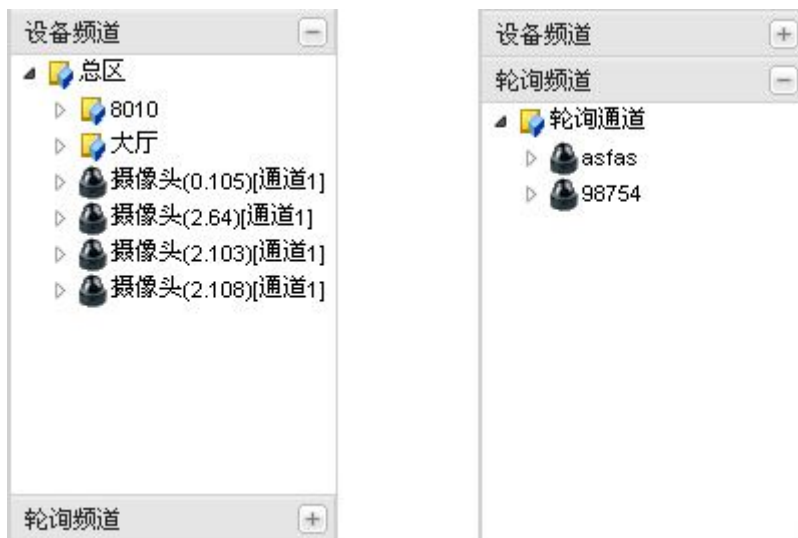 设备频道
总区
8010
大厅
摄像头(0.105)[通道1]
摄像头(2.64)[通道1]
摄像头(2.103)[通道1]
摄像头(2.108)[通道1]
轮询频道
设备频道
轮询频道
轮询通道
asfas
98754